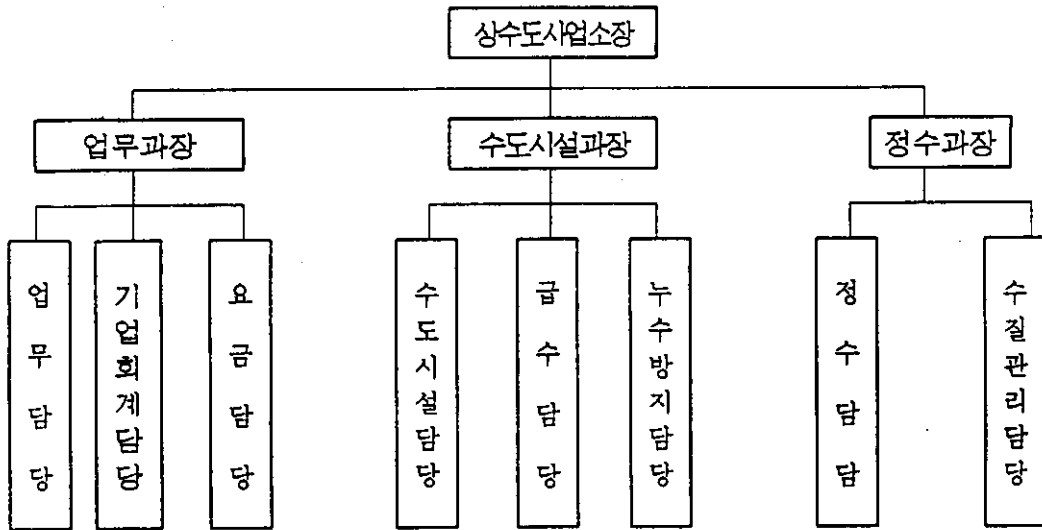 상수도사업소장
업무과장
수도시설과장
정수과장
업무담당
기업회계담당
요금담당
수도시설담당
급수담당
누수방지담당
정수담담
수질관리담당